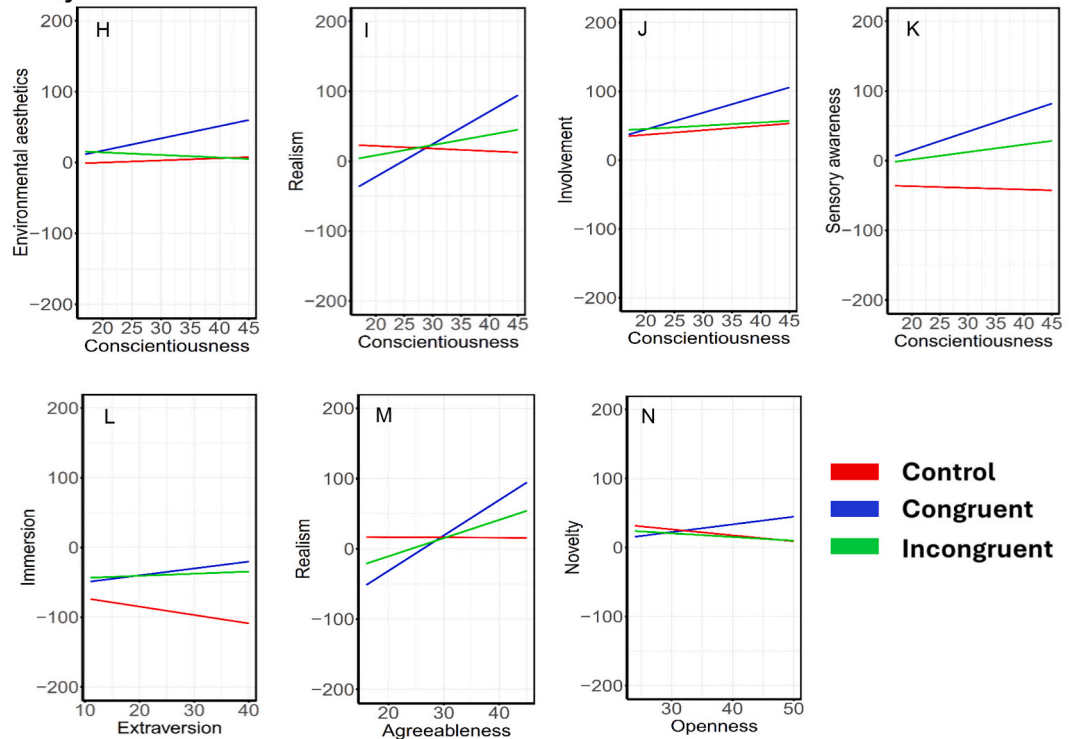 H
Environmental aesthetics
200
100
0
−100
−200
20 25 30 35 40 45
Conscientiousness
I
Realism
200
100
0
−100
−200
20 25 30 35 40 45
Conscientiousness
J
Involvement
200
100
0
−100
−200
20 25 30 35 40 45
Conscientiousness
K
Sensory awareness
200
100
0
−100
−200
20 25 30 35 40 45
Conscientiousness
L
Immersion
200
100
0
−100
−200
10 20 30 40
Extraversion
M
Realism
200
100
0
−100
−200
20 30 40
Agreeableness
N
Novelty
200
100
0
−100
−200
30 40 50
Openness
Control
Congruent
Incongruent